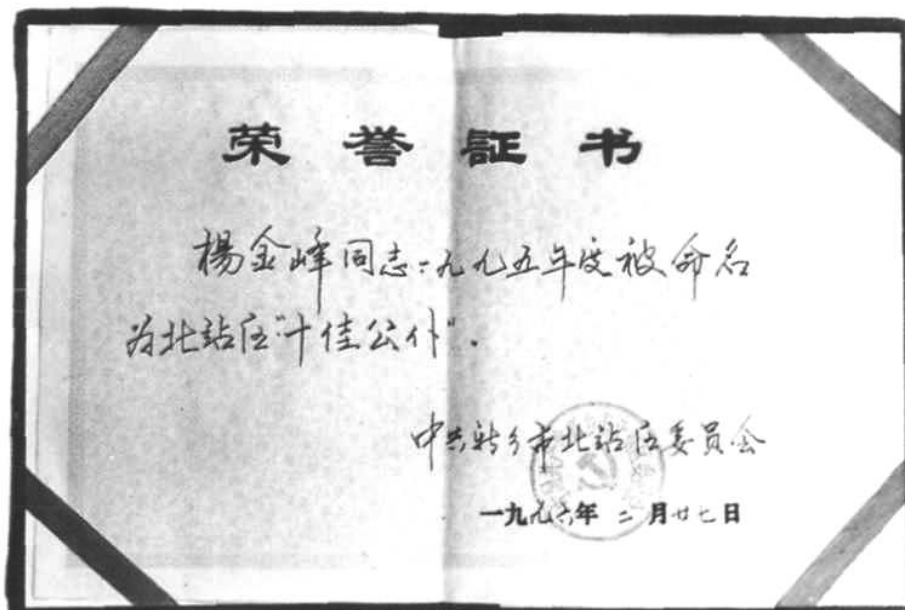 荣誉証书
楊金峰同志:一九九五年度被命名
为北站区"十佳公仆".
中共新乡市北站区委员会
一九九六年 二 月廿七日